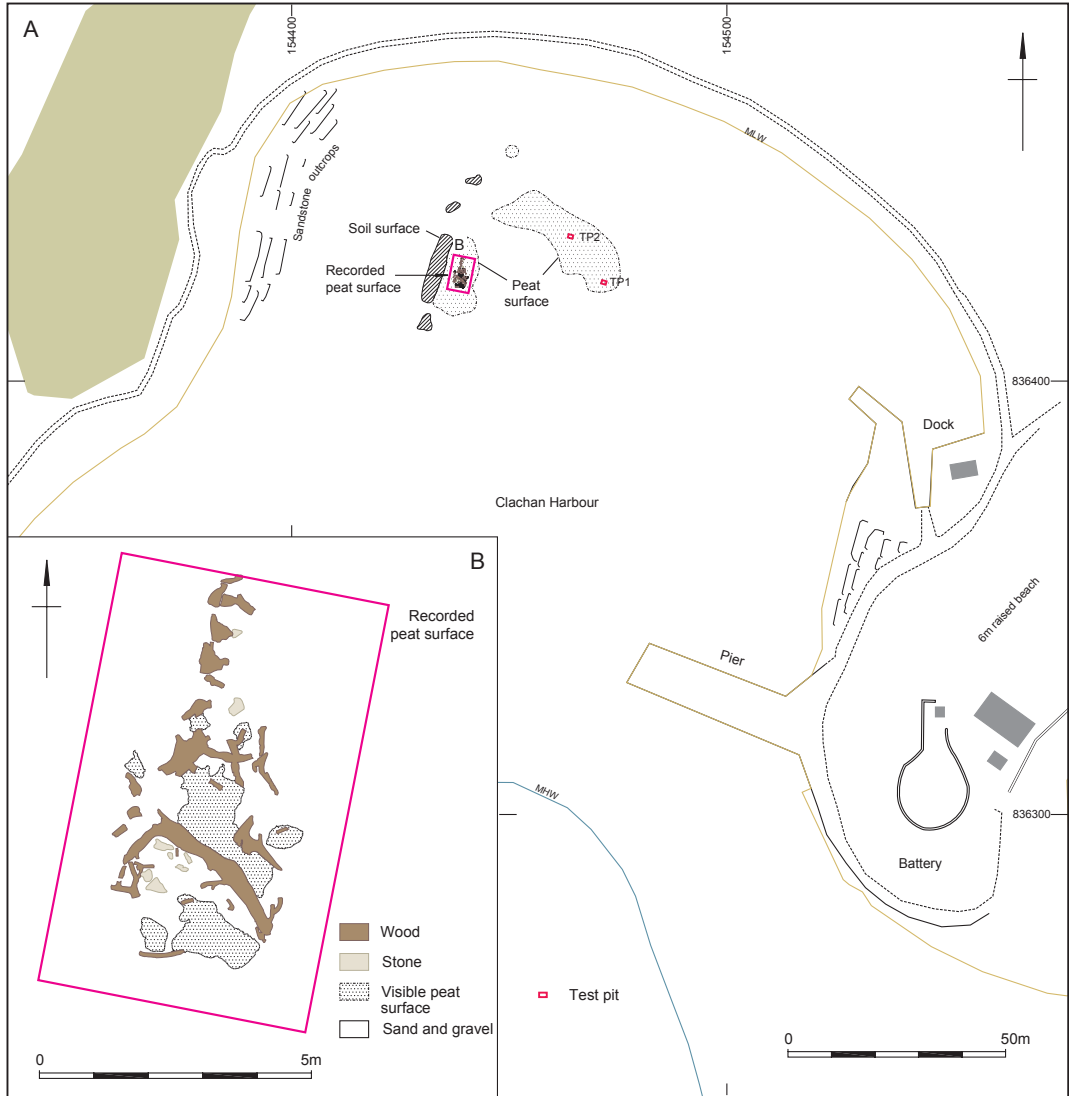 A
154400
154500
MLW
Sandstone outcrops
Soil surface
B
TP2
Recorded
peat surface
Peat
surface
TP1
836400
Dock
Clachan Harbour
6m raised beach
Pier
MHW
836300
Battery
B
Recorded
peat surface
Wood
Stone
Visible peat
surface
Sand and gravel
Test pit
0
5m
0
50m